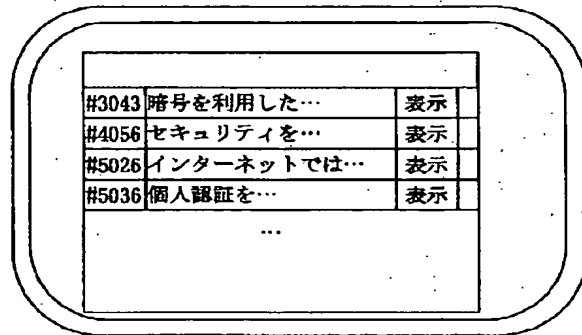 #3043 暗号を利用した… 表示
#4056 セキュリティを… 表示
#5026 インターネットでは… 表示
#5036 個人認証を… 表示
…